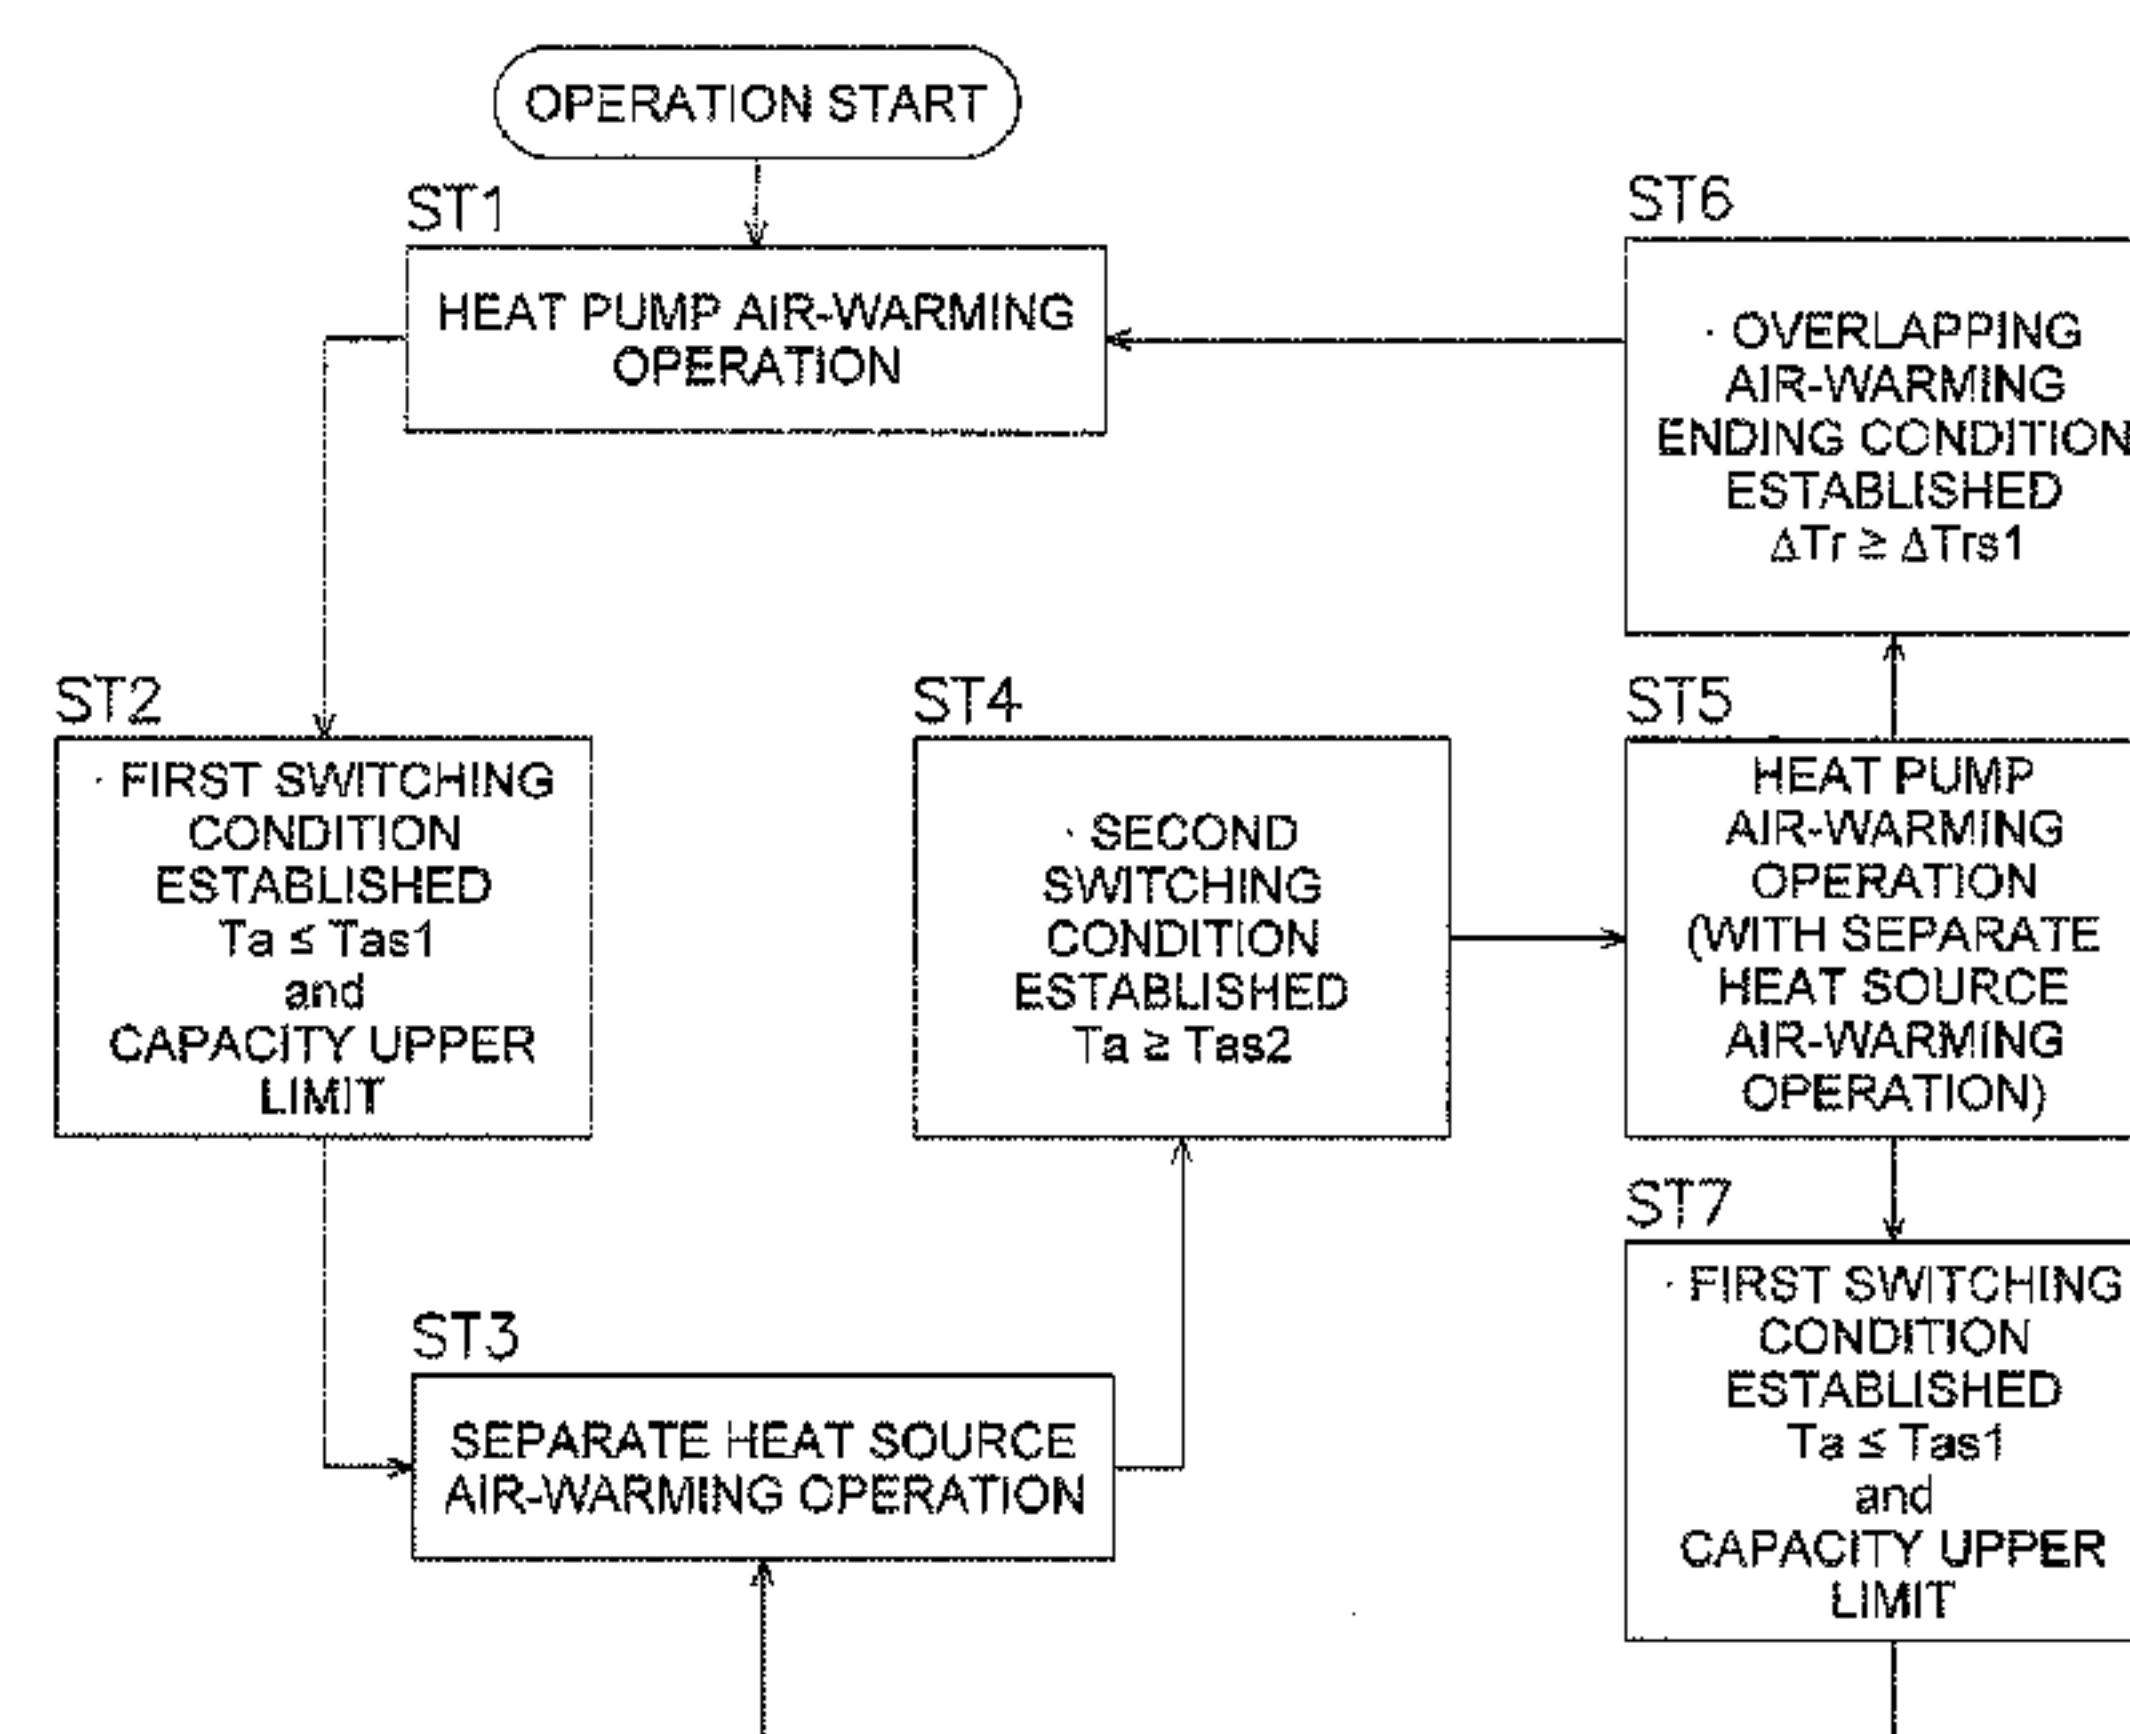 OPERATION START
ST1
HEAT PUMP AIR-WARMING
OPERATION
ST6
· OVERLAPPING
AIR-WARMING
ENDING CONDITION
ESTABLISHED
ΔTr ≥ ΔTrs1
ST2
· FIRST SWITCHING
CONDITION
ESTABLISHED
Ta ≤ Tas1
and
CAPACITY UPPER
LIMIT
ST4
· SECOND
SWITCHING
CONDITION
ESTABLISHED
Ta ≥ Tas2
ST5
HEAT PUMP
AIR-WARMING
OPERATION
(WITH SEPARATE
HEAT SOURCE
AIR-WARMING
OPERATION)
ST3
SEPARATE HEAT SOURCE
AIR-WARMING OPERATION
ST7
· FIRST SWITCHING
CONDITION
ESTABLISHED
Ta ≤ Tas1
and
CAPACITY UPPER
LIMIT